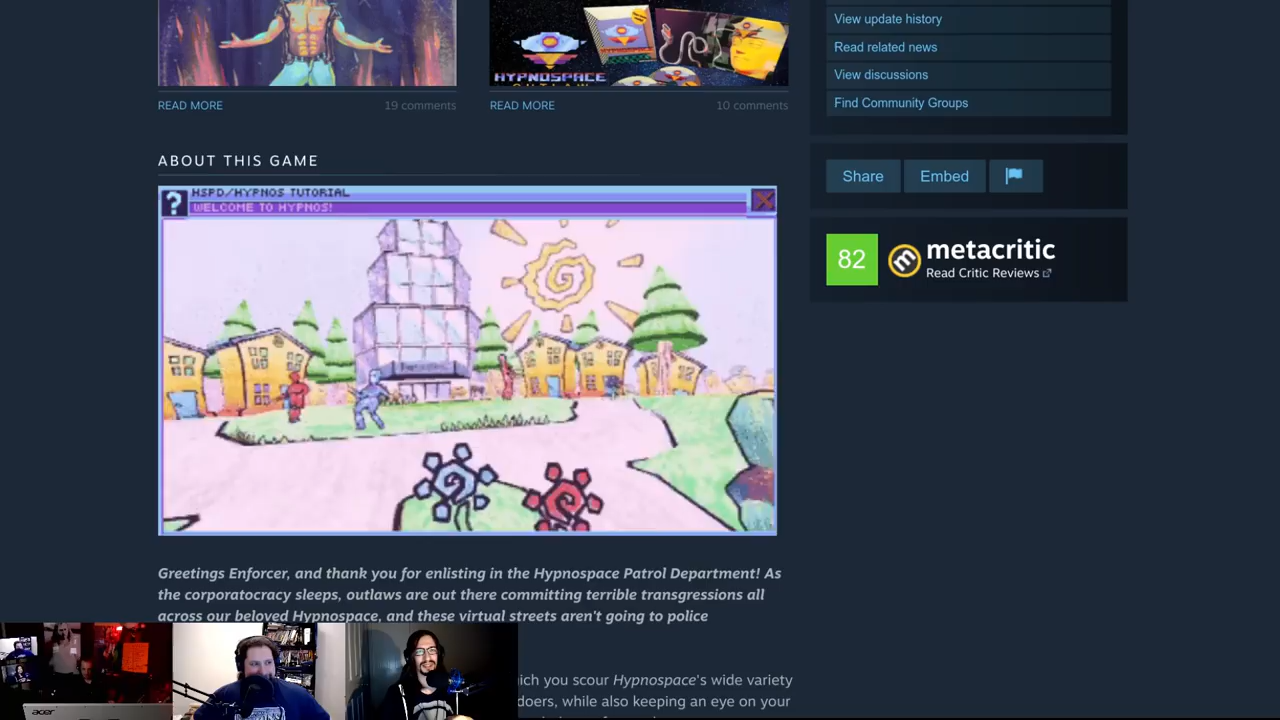 HYPNOSPACE
READ MORE
19 comments
READ MORE
10 comments
View update history
Read related news
View discussions
Find Community Groups
ABOUT THIS GAME
HSPD/HYPNOS TUTORIAL
WELCOME TO HYPNOS!
Share
Embed
82
metacritic
Read Critic Reviews
Greetings Enforcer, and thank you for enlisting in the Hypnospace Patrol Department! As
the corporatocracy sleeps, outlaws are out there committing terrible transgressions all
across our beloved Hypnospace, and these virtual streets aren't going to police
ich you scour Hypnospace's wide variety
doers, while also keeping an eye on your
acer